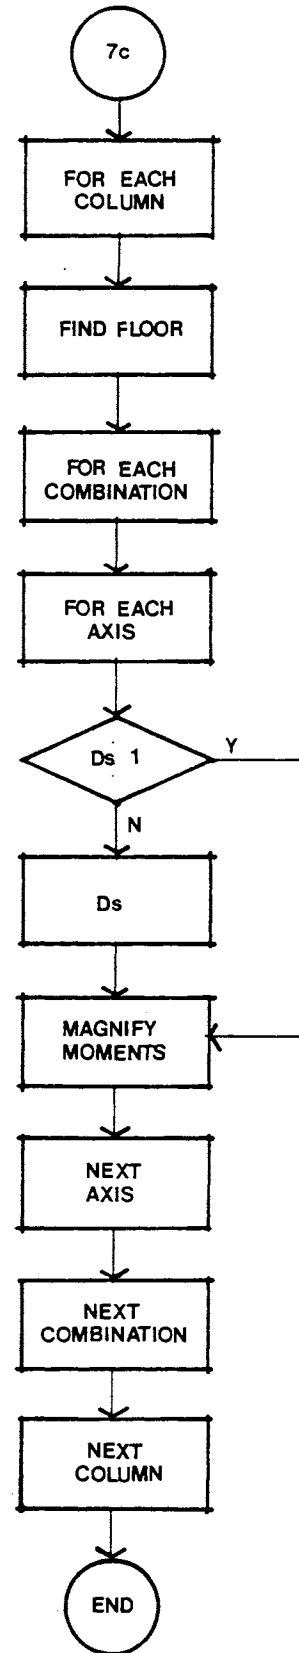 7c
FOR EACH
COLUMN
FIND FLOOR
FOR EACH
COMBINATION
FOR EACH
AXIS
Ds 1
Y
N
Ds
MAGNIFY
MOMENTS
NEXT
AXIS
NEXT
COMBINATION
NEXT
COLUMN
END